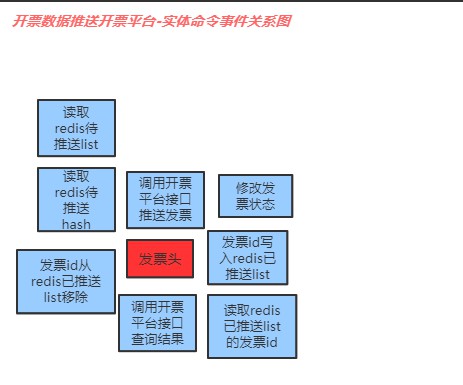 开票数据推送开票平台-实体命令事件关系图
读取
redis待
推送list
读取
redis待
推送
hash
调用开票
平台接口
推送发票
修改发
票状态
发票id从
redis已推送
list移除
发票头
发票id写
入redis已
推送list
调用开票
平台接口
查询结果
读取redis
已推送list
的发票id